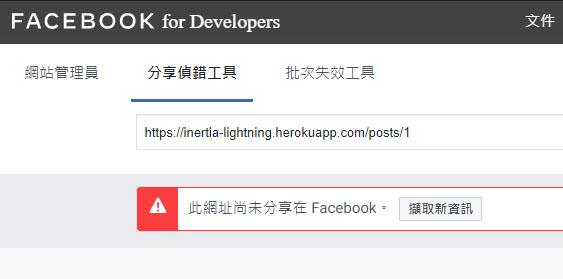 FACEBOOK for Developers
文件
網站管理員
分享偵錯工具
批次失效工具
https://inertia-lightning.herokuapp.com/posts/1
此網址尚未分享在 Facebook。
擷取新資訊